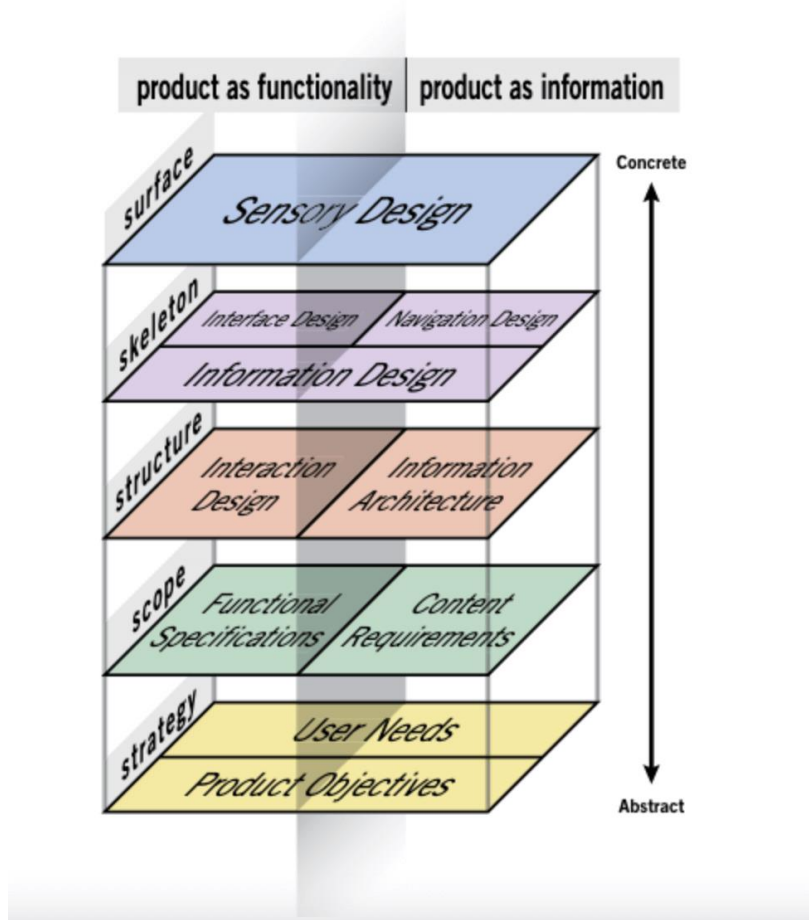 product as functionality | product as information
surface
Sensory Design
Concrete
skeleton
Interface Design
Navigation Design
Information Design
structure
Interaction
Design
Information
Architecture
scope
Functional
Specifications
Content
Requirements
strategy
User Needs
Product Objectives
Abstract